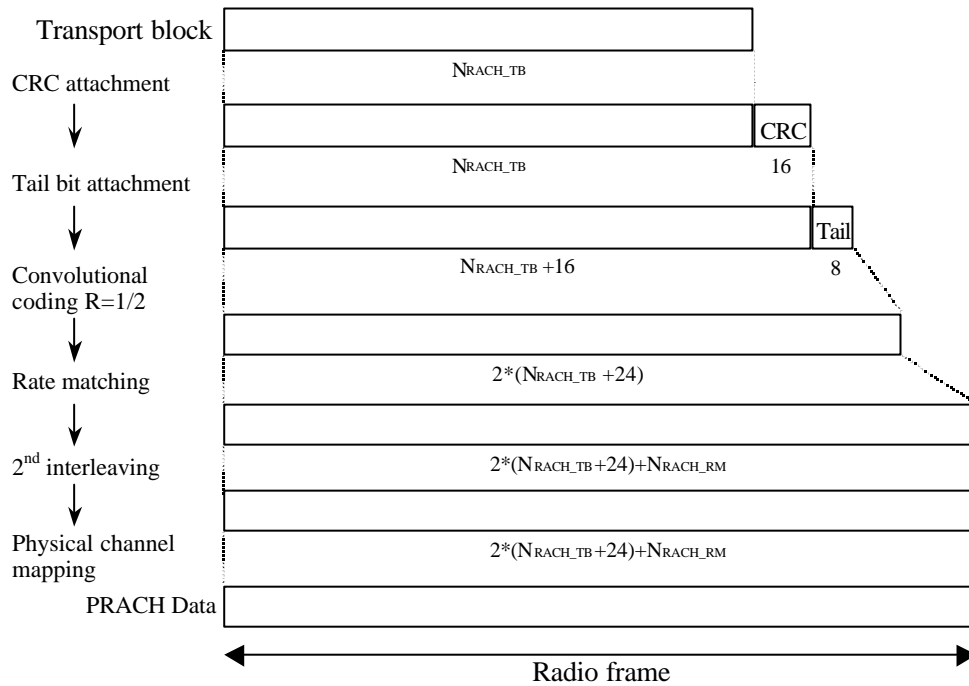 Transport block
NRACH_TB
CRC attachment
CRC
NRACH_TB
16
Tail bit attachment
Tail
NRACH_TB +16
8
Convolutional
coding R=1/2
2*(NRACH_TB +24)
Rate matching
2nd interleaving
2*(NRACH_TB+24)+NRACH_RM
Physical channel
mapping
2*(NRACH_TB+24)+NRACH_RM
PRACH Data
Radio frame